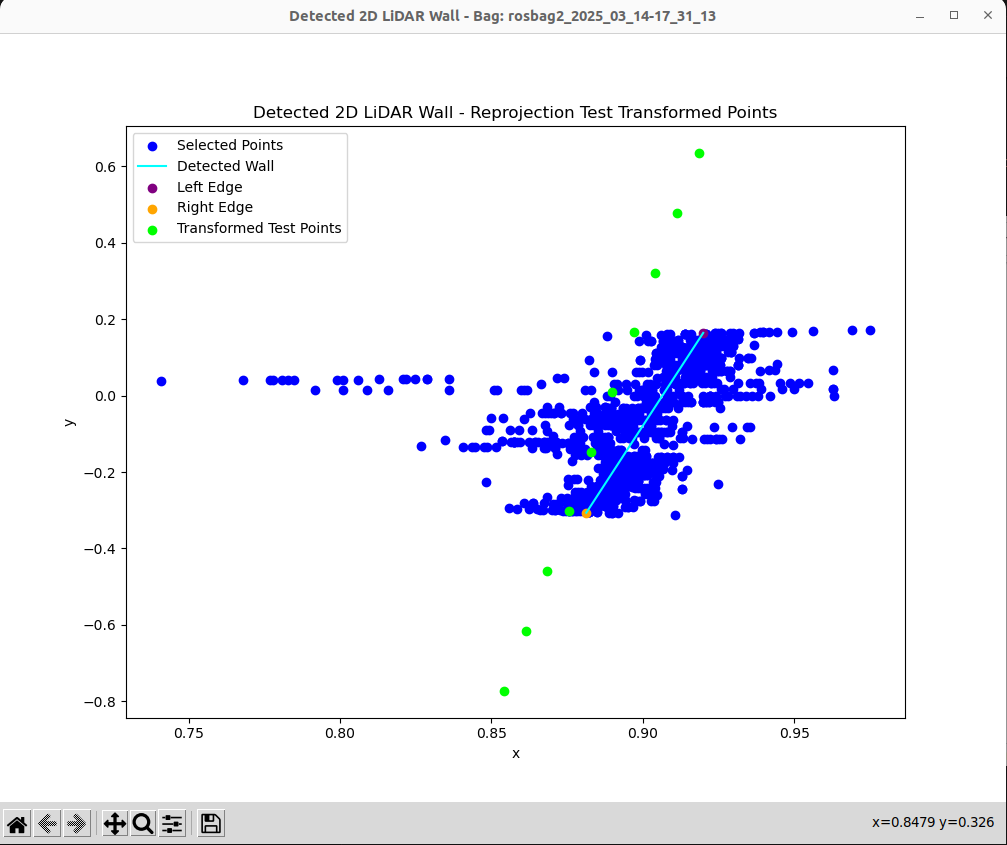 Detected 2D LiDAR Wall - Bag: rosbag2_2025_03_14-17_31_13
Detected 2D LiDAR Wall - Reprojection Test Transformed Points
Selected Points
Detected Wall
Left Edge
Right Edge
Transformed Test Points
0.6
0.4
0.2
0.0
−0.2
−0.4
−0.6
−0.8
y
0.75 0.80 0.85 0.90 0.95
x
x=0.8479 y=0.326